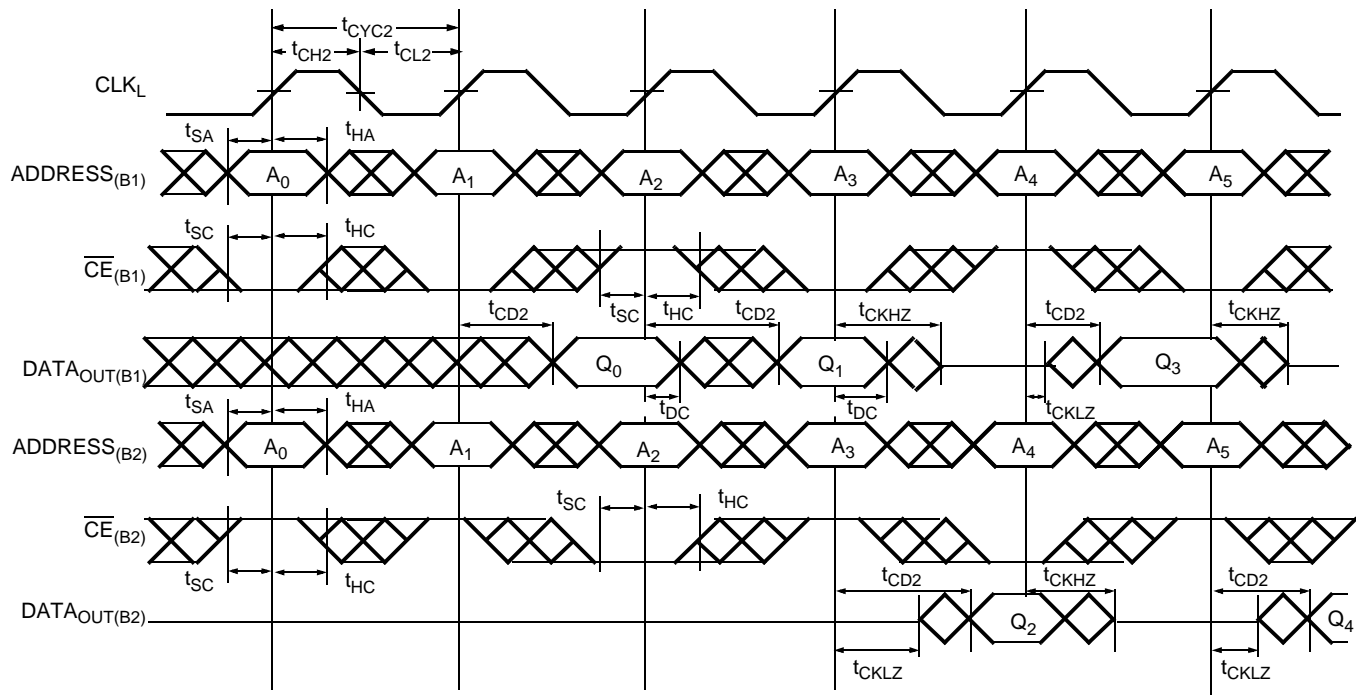 tCYC2
tCH2 tCL2
CLKL
tSA tHA
ADDRESS(B1) A0 A1 A2 A3 A4 A5
tSC tHC
CE(B1)
tCD2 tSC tHC tCD2 tCKHZ tCD2 tCKHZ
DATAOUT(B1) Q0 Q1 Q3
tSA tHA tDC tDC tCKLZ
ADDRESS(B2) A0 A1 A2 A3 A4 A5
tSC tHC
CE(B2)
tSC tHC tCD2 tCKHZ tCD2
DATAOUT(B2) Q2 Q4
tCKLZ tCKLZ